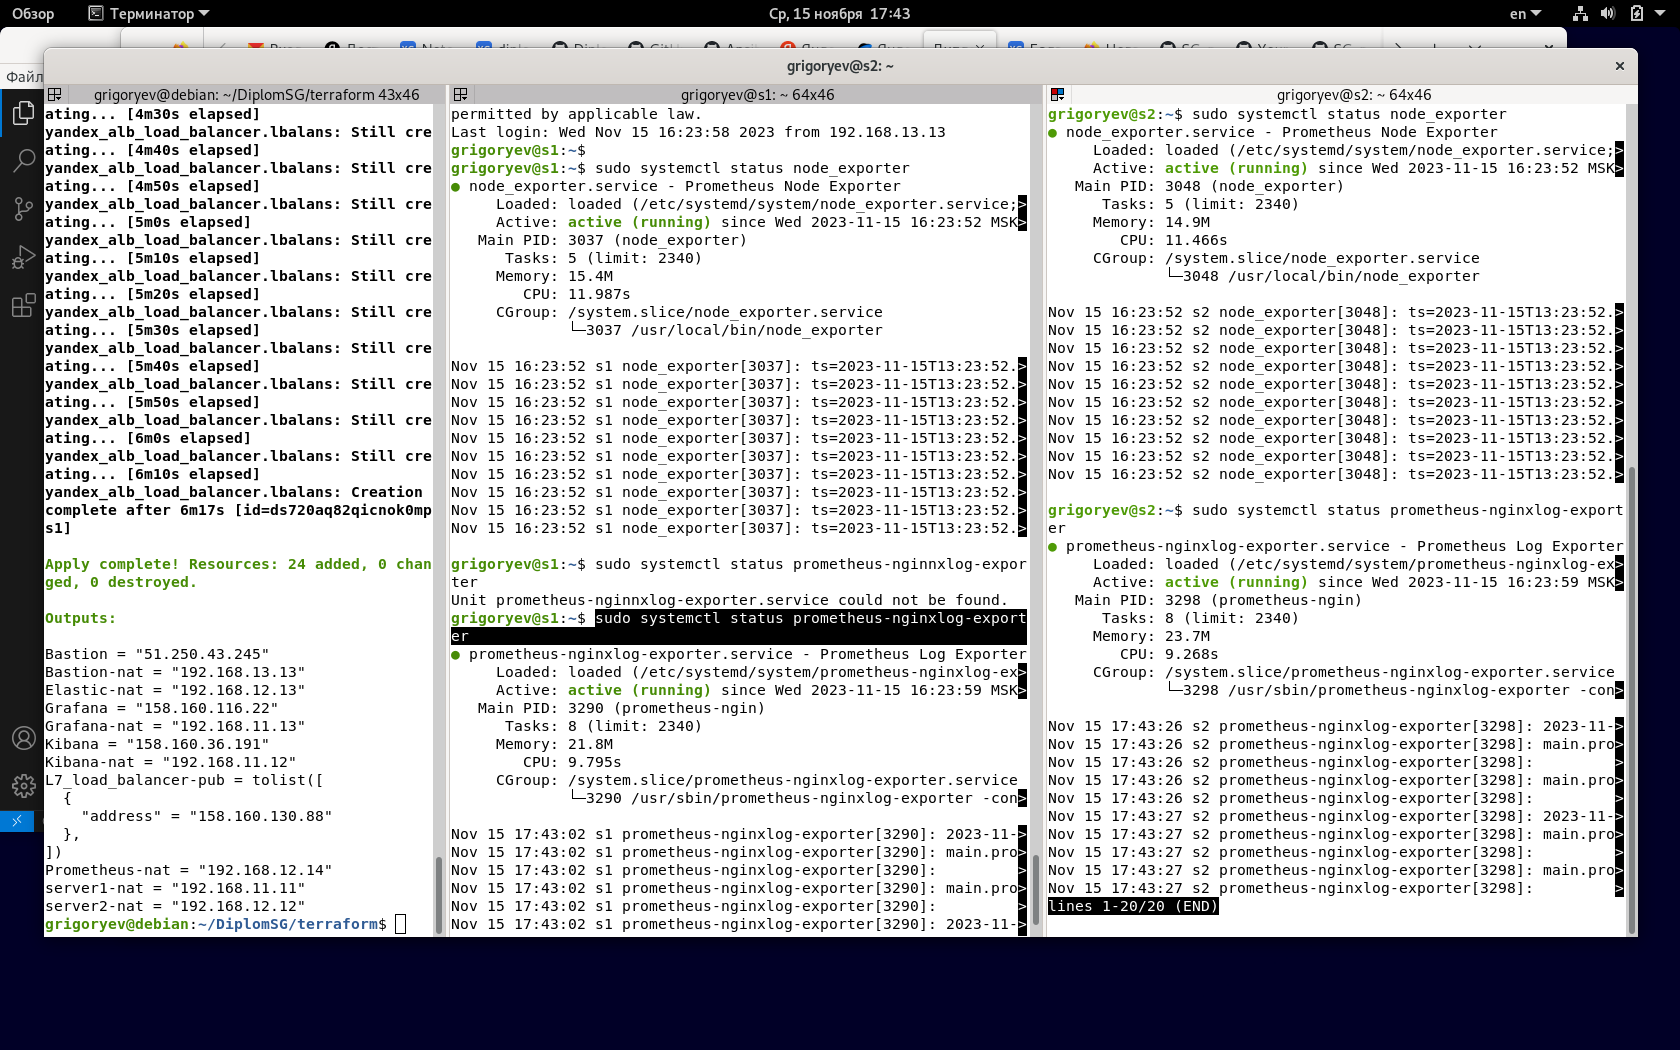 Обзор
Терминатор
Ср, 15 ноября 17:43
en
Файл
grigoryev@s2: ~
grigoryev@debian: ~/DiplomSG/terraform 43x46
ating... [4m30s elapsed]
yandex_alb_load_balancer.lbalans: Still cre
ating... [4m40s elapsed]
yandex_alb_load_balancer.lbalans: Still cre
ating... [4m50s elapsed]
yandex_alb_load_balancer.lbalans: Still cre
ating... [5m0s elapsed]
yandex_alb_load_balancer.lbalans: Still cre
ating... [5m10s elapsed]
yandex_alb_load_balancer.lbalans: Still cre
ating... [5m20s elapsed]
yandex_alb_load_balancer.lbalans: Still cre
ating... [5m30s elapsed]
yandex_alb_load_balancer.lbalans: Still cre
ating... [5m40s elapsed]
yandex_alb_load_balancer.lbalans: Still cre
ating... [5m50s elapsed]
yandex_alb_load_balancer.lbalans: Still cre
ating... [6m0s elapsed]
yandex_alb_load_balancer.lbalans: Still cre
ating... [6m10s elapsed]
yandex_alb_load_balancer.lbalans: Creation
complete after 6m17s [id=ds720aq82qicnok0mp
s1]
Apply complete! Resources: 24 added, 0 chan
ged, 0 destroyed.
Outputs:
Bastion = "51.250.43.245"
Bastion-nat = "192.168.13.13"
Elastic-nat = "192.168.12.13"
Grafana = "158.160.116.22"
Grafana-nat = "192.168.11.13"
Kibana = "158.160.36.191"
Kibana-nat = "192.168.11.12"
L7_load_balancer-pub = tolist([
  {
    "address" = "158.160.130.88"
  },
])
Prometheus-nat = "192.168.12.14"
server1-nat = "192.168.11.11"
server2-nat = "192.168.12.12"
grigoryev@debian:~/DiplomSG/terraform$
grigoryev@s1: ~ 64x46
permitted by applicable law.
Last login: Wed Nov 15 16:23:58 2023 from 192.168.13.13
grigoryev@s1:~$
grigoryev@s1:~$ sudo systemctl status node_exporter
● node_exporter.service - Prometheus Node Exporter
     Loaded: loaded (/etc/systemd/system/node_exporter.service;>
     Active: active (running) since Wed 2023-11-15 16:23:52 MSK>
   Main PID: 3037 (node_exporter)
      Tasks: 5 (limit: 2340)
     Memory: 15.4M
        CPU: 11.987s
     CGroup: /system.slice/node_exporter.service
             └─3037 /usr/local/bin/node_exporter
Nov 15 16:23:52 s1 node_exporter[3037]: ts=2023-11-15T13:23:52.>
Nov 15 16:23:52 s1 node_exporter[3037]: ts=2023-11-15T13:23:52.>
Nov 15 16:23:52 s1 node_exporter[3037]: ts=2023-11-15T13:23:52.>
Nov 15 16:23:52 s1 node_exporter[3037]: ts=2023-11-15T13:23:52.>
Nov 15 16:23:52 s1 node_exporter[3037]: ts=2023-11-15T13:23:52.>
Nov 15 16:23:52 s1 node_exporter[3037]: ts=2023-11-15T13:23:52.>
Nov 15 16:23:52 s1 node_exporter[3037]: ts=2023-11-15T13:23:52.>
Nov 15 16:23:52 s1 node_exporter[3037]: ts=2023-11-15T13:23:52.>
Nov 15 16:23:52 s1 node_exporter[3037]: ts=2023-11-15T13:23:52.>
Nov 15 16:23:52 s1 node_exporter[3037]: ts=2023-11-15T13:23:52.>
grigoryev@s1:~$ sudo systemctl status prometheus-nginnxlog-expor
ter
Unit prometheus-nginnxlog-exporter.service could not be found.
grigoryev@s1:~$ sudo systemctl status prometheus-nginxlog-export
er
● prometheus-nginxlog-exporter.service - Prometheus Log Exporter
     Loaded: loaded (/etc/systemd/system/prometheus-nginxlog-ex>
     Active: active (running) since Wed 2023-11-15 16:23:59 MSK>
   Main PID: 3290 (prometheus-ngin)
      Tasks: 8 (limit: 2340)
     Memory: 21.8M
        CPU: 9.795s
     CGroup: /system.slice/prometheus-nginxlog-exporter.service
             └─3290 /usr/sbin/prometheus-nginxlog-exporter -con>
Nov 15 17:43:02 s1 prometheus-nginxlog-exporter[3290]: 2023-11->
Nov 15 17:43:02 s1 prometheus-nginxlog-exporter[3290]: main.pro>
Nov 15 17:43:02 s1 prometheus-nginxlog-exporter[3290]:         >
Nov 15 17:43:02 s1 prometheus-nginxlog-exporter[3290]: main.pro>
Nov 15 17:43:02 s1 prometheus-nginxlog-exporter[3290]:         >
Nov 15 17:43:02 s1 prometheus-nginxlog-exporter[3290]: 2023-11->
grigoryev@s2: ~ 64x46
grigoryev@s2:~$ sudo systemctl status node_exporter
● node_exporter.service - Prometheus Node Exporter
     Loaded: loaded (/etc/systemd/system/node_exporter.service;>
     Active: active (running) since Wed 2023-11-15 16:23:52 MSK>
   Main PID: 3048 (node_exporter)
      Tasks: 5 (limit: 2340)
     Memory: 14.9M
        CPU: 11.466s
     CGroup: /system.slice/node_exporter.service
             └─3048 /usr/local/bin/node_exporter
Nov 15 16:23:52 s2 node_exporter[3048]: ts=2023-11-15T13:23:52.>
Nov 15 16:23:52 s2 node_exporter[3048]: ts=2023-11-15T13:23:52.>
Nov 15 16:23:52 s2 node_exporter[3048]: ts=2023-11-15T13:23:52.>
Nov 15 16:23:52 s2 node_exporter[3048]: ts=2023-11-15T13:23:52.>
Nov 15 16:23:52 s2 node_exporter[3048]: ts=2023-11-15T13:23:52.>
Nov 15 16:23:52 s2 node_exporter[3048]: ts=2023-11-15T13:23:52.>
Nov 15 16:23:52 s2 node_exporter[3048]: ts=2023-11-15T13:23:52.>
Nov 15 16:23:52 s2 node_exporter[3048]: ts=2023-11-15T13:23:52.>
Nov 15 16:23:52 s2 node_exporter[3048]: ts=2023-11-15T13:23:52.>
Nov 15 16:23:52 s2 node_exporter[3048]: ts=2023-11-15T13:23:52.>
grigoryev@s2:~$ sudo systemctl status prometheus-nginxlog-export
er
● prometheus-nginxlog-exporter.service - Prometheus Log Exporter
     Loaded: loaded (/etc/systemd/system/prometheus-nginxlog-ex>
     Active: active (running) since Wed 2023-11-15 16:23:59 MSK>
   Main PID: 3298 (prometheus-ngin)
      Tasks: 8 (limit: 2340)
     Memory: 23.7M
        CPU: 9.268s
     CGroup: /system.slice/prometheus-nginxlog-exporter.service
             └─3298 /usr/sbin/prometheus-nginxlog-exporter -con>
Nov 15 17:43:26 s2 prometheus-nginxlog-exporter[3298]: 2023-11->
Nov 15 17:43:26 s2 prometheus-nginxlog-exporter[3298]: main.pro>
Nov 15 17:43:26 s2 prometheus-nginxlog-exporter[3298]:         >
Nov 15 17:43:26 s2 prometheus-nginxlog-exporter[3298]: main.pro>
Nov 15 17:43:26 s2 prometheus-nginxlog-exporter[3298]:         >
Nov 15 17:43:27 s2 prometheus-nginxlog-exporter[3298]: 2023-11->
Nov 15 17:43:27 s2 prometheus-nginxlog-exporter[3298]: main.pro>
Nov 15 17:43:27 s2 prometheus-nginxlog-exporter[3298]:         >
Nov 15 17:43:27 s2 prometheus-nginxlog-exporter[3298]: main.pro>
Nov 15 17:43:27 s2 prometheus-nginxlog-exporter[3298]:         >
lines 1-20/20 (END)